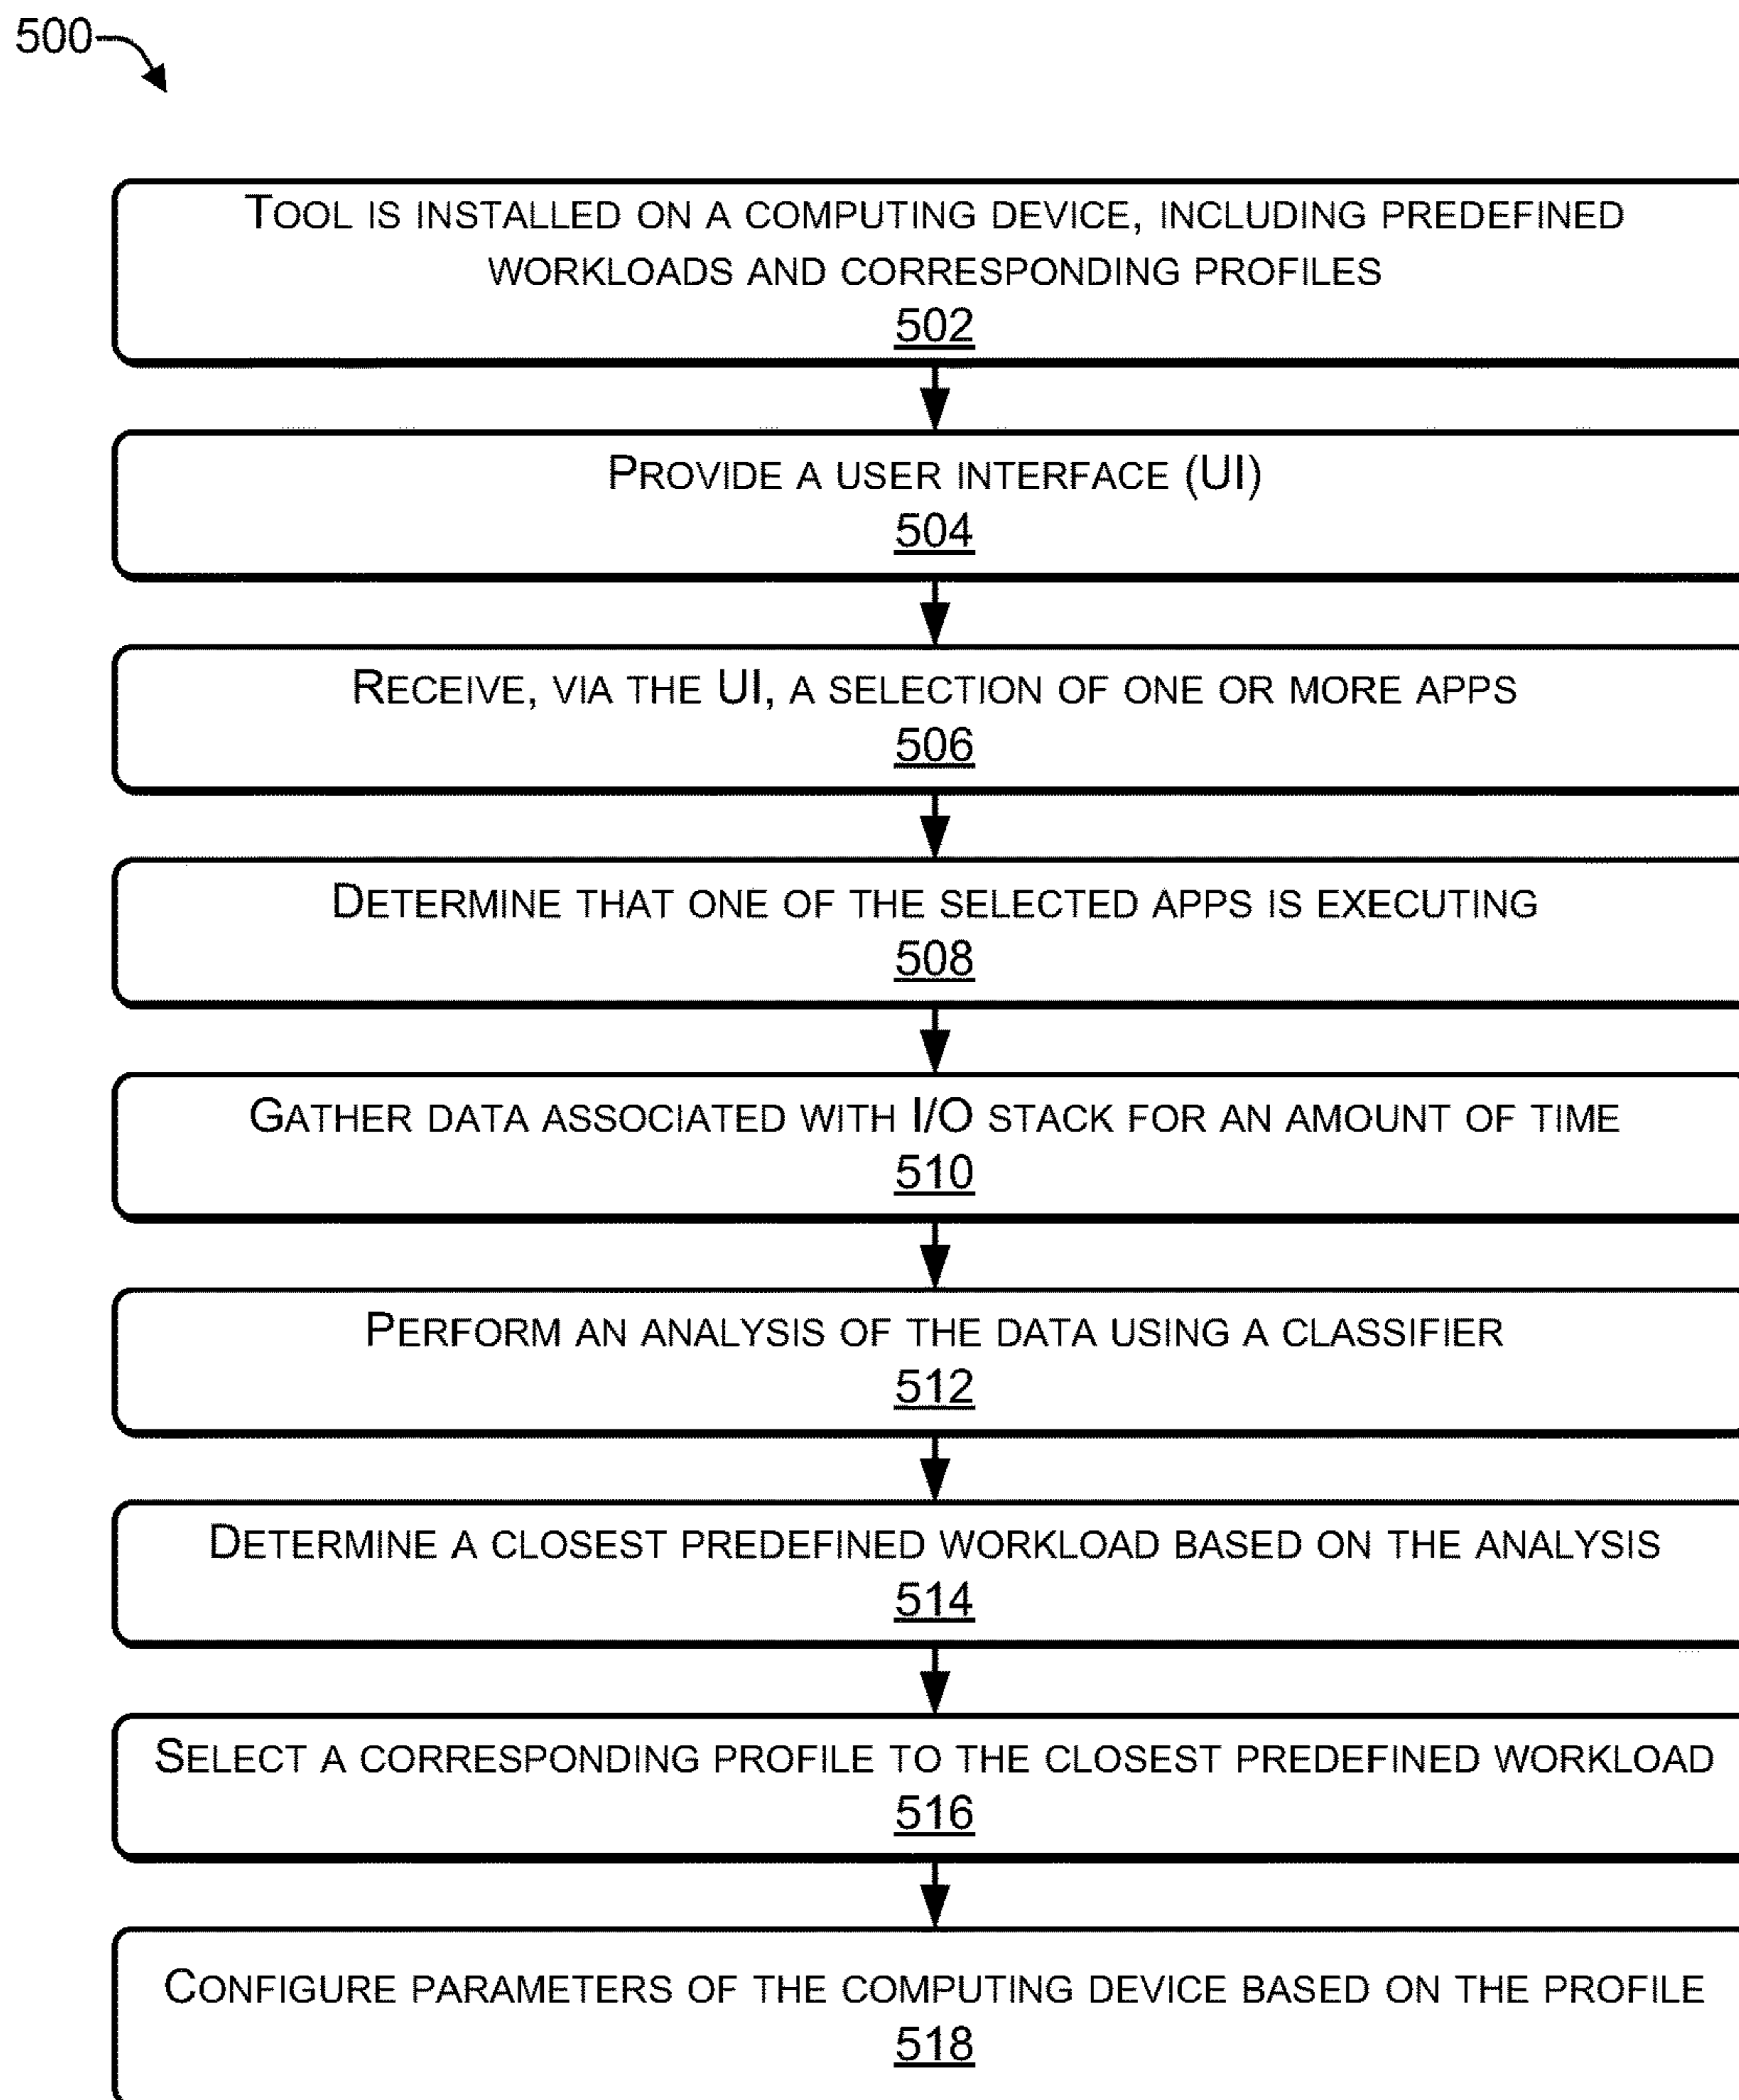 500
TOOL IS INSTALLED ON A COMPUTING DEVICE, INCLUDING PREDEFINED
WORKLOADS AND CORRESPONDING PROFILES
502
PROVIDE A USER INTERFACE (UI)
504
RECEIVE, VIA THE UI, A SELECTION OF ONE OR MORE APPS
506
DETERMINE THAT ONE OF THE SELECTED APPS IS EXECUTING
508
GATHER DATA ASSOCIATED WITH I/O STACK FOR AN AMOUNT OF TIME
510
PERFORM AN ANALYSIS OF THE DATA USING A CLASSIFIER
512
DETERMINE A CLOSEST PREDEFINED WORKLOAD BASED ON THE ANALYSIS
514
SELECT A CORRESPONDING PROFILE TO THE CLOSEST PREDEFINED WORKLOAD
516
CONFIGURE PARAMETERS OF THE COMPUTING DEVICE BASED ON THE PROFILE
518